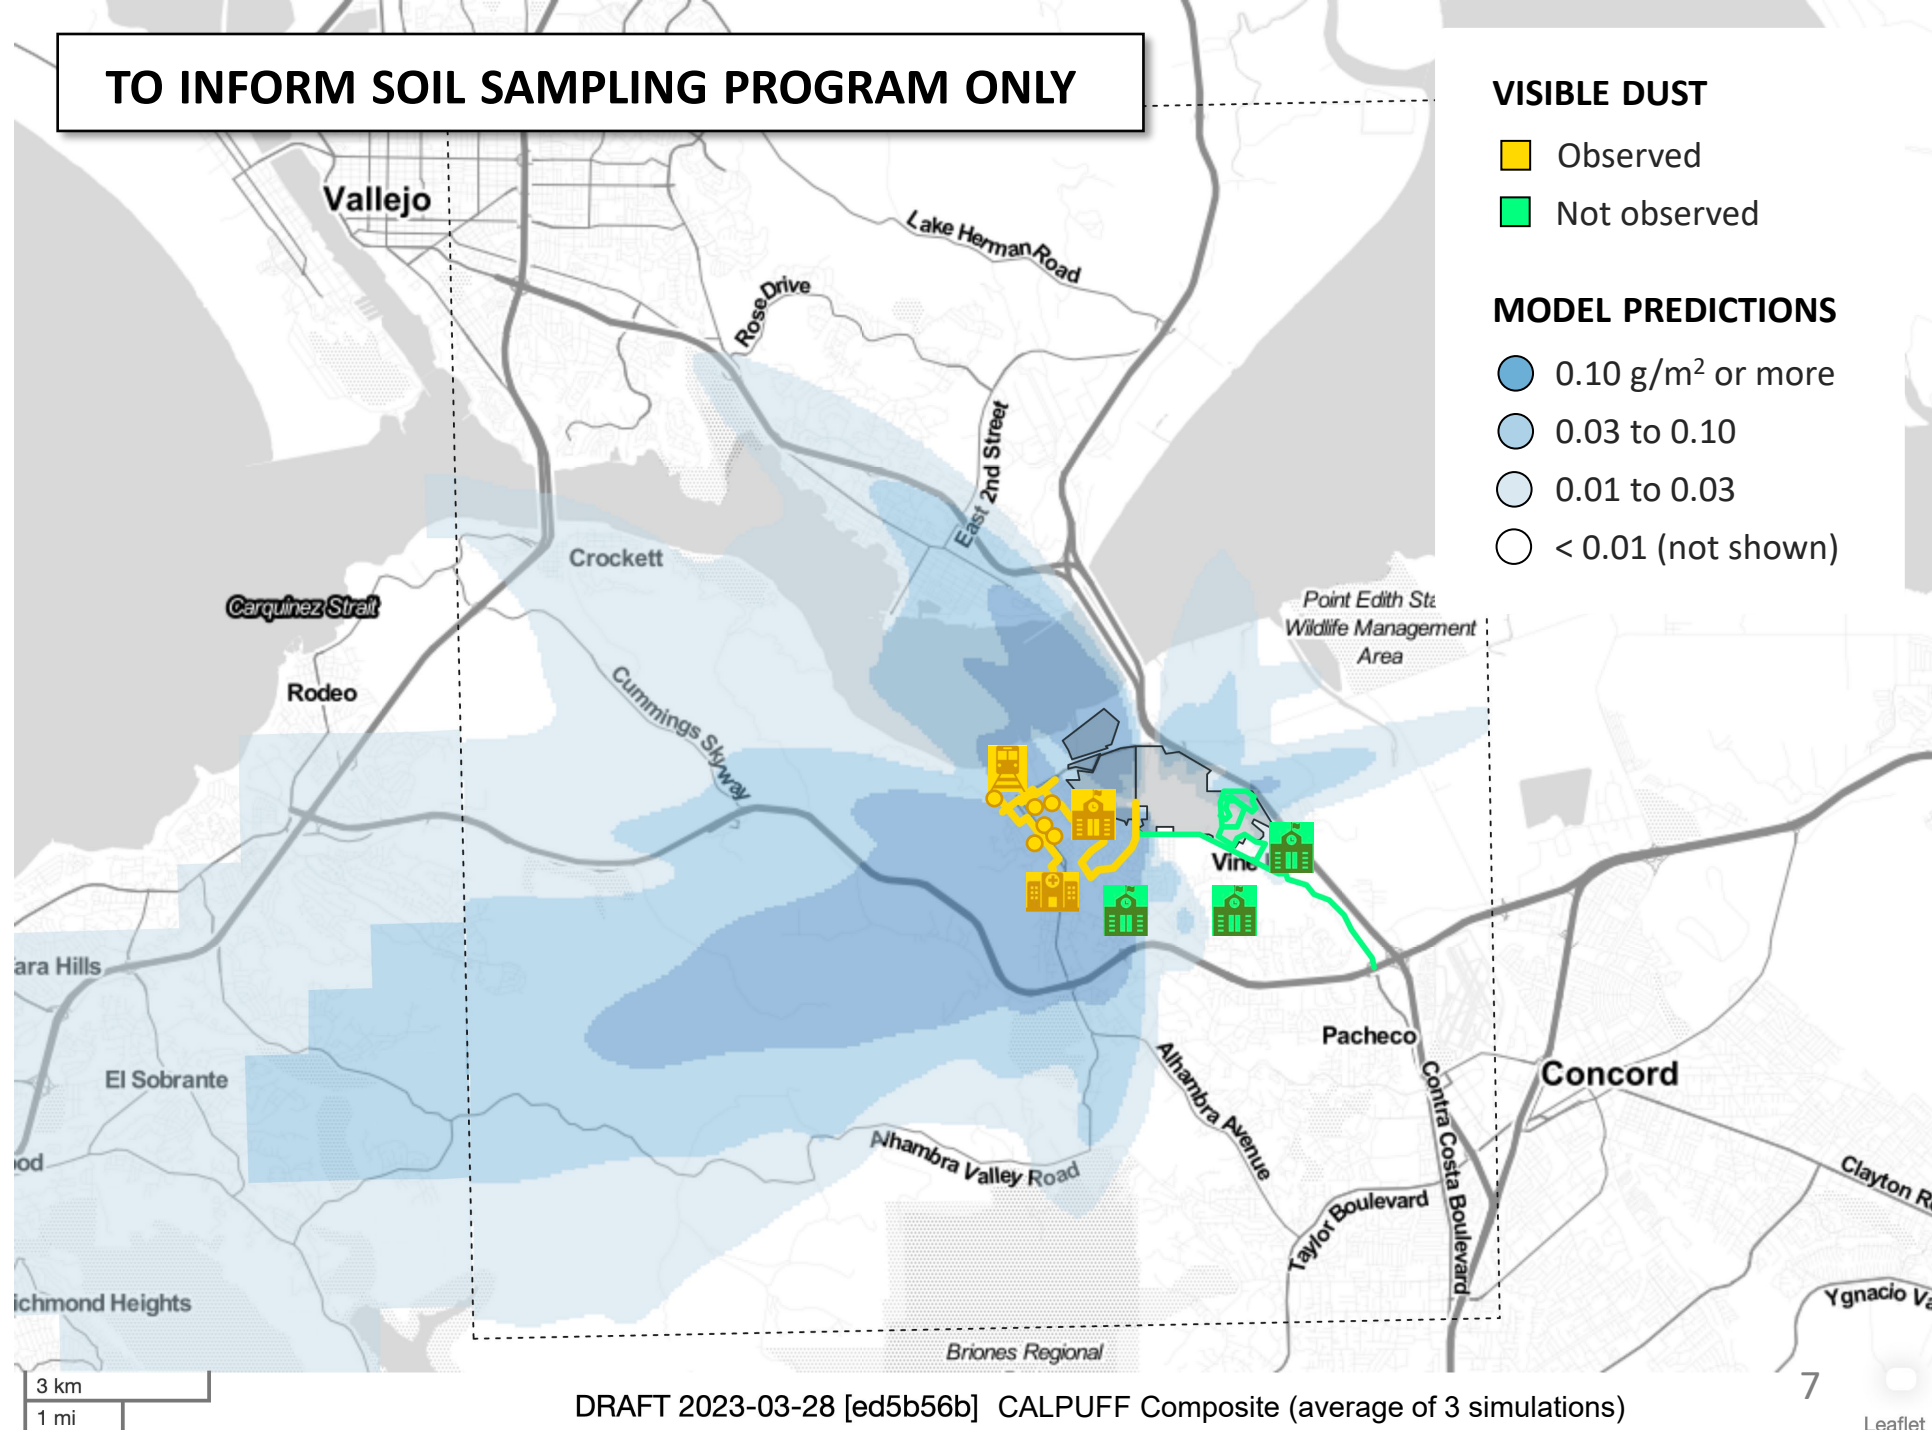 TO INFORM SOIL SAMPLING PROGRAM ONLY
VISIBLE DUST
Observed
Not observed
MODEL PREDICTIONS
0.10 g/m² or more
0.03 to 0.10
0.01 to 0.03
< 0.01 (not shown)
Vallejo
Lake Herman Road
Rose Drive
East 2nd Street
Crockett
Carquinez Strait
Rodeo
Cummings Skyway
Point Edith Sta
Wildlife Management
Area
Vine
ara Hills
El Sobrante
ood
ichmond Heights
Pacheco
Concord
Alhambra Avenue
Contra Costa Boulevard
Alhambra Valley Road
Taylor Boulevard
Clayton R
Ygnacio Va
Briones Regional
3 km
1 mi
DRAFT 2023-03-28 [ed5b56b] CALPUFF Composite (average of 3 simulations)
7
Leaflet